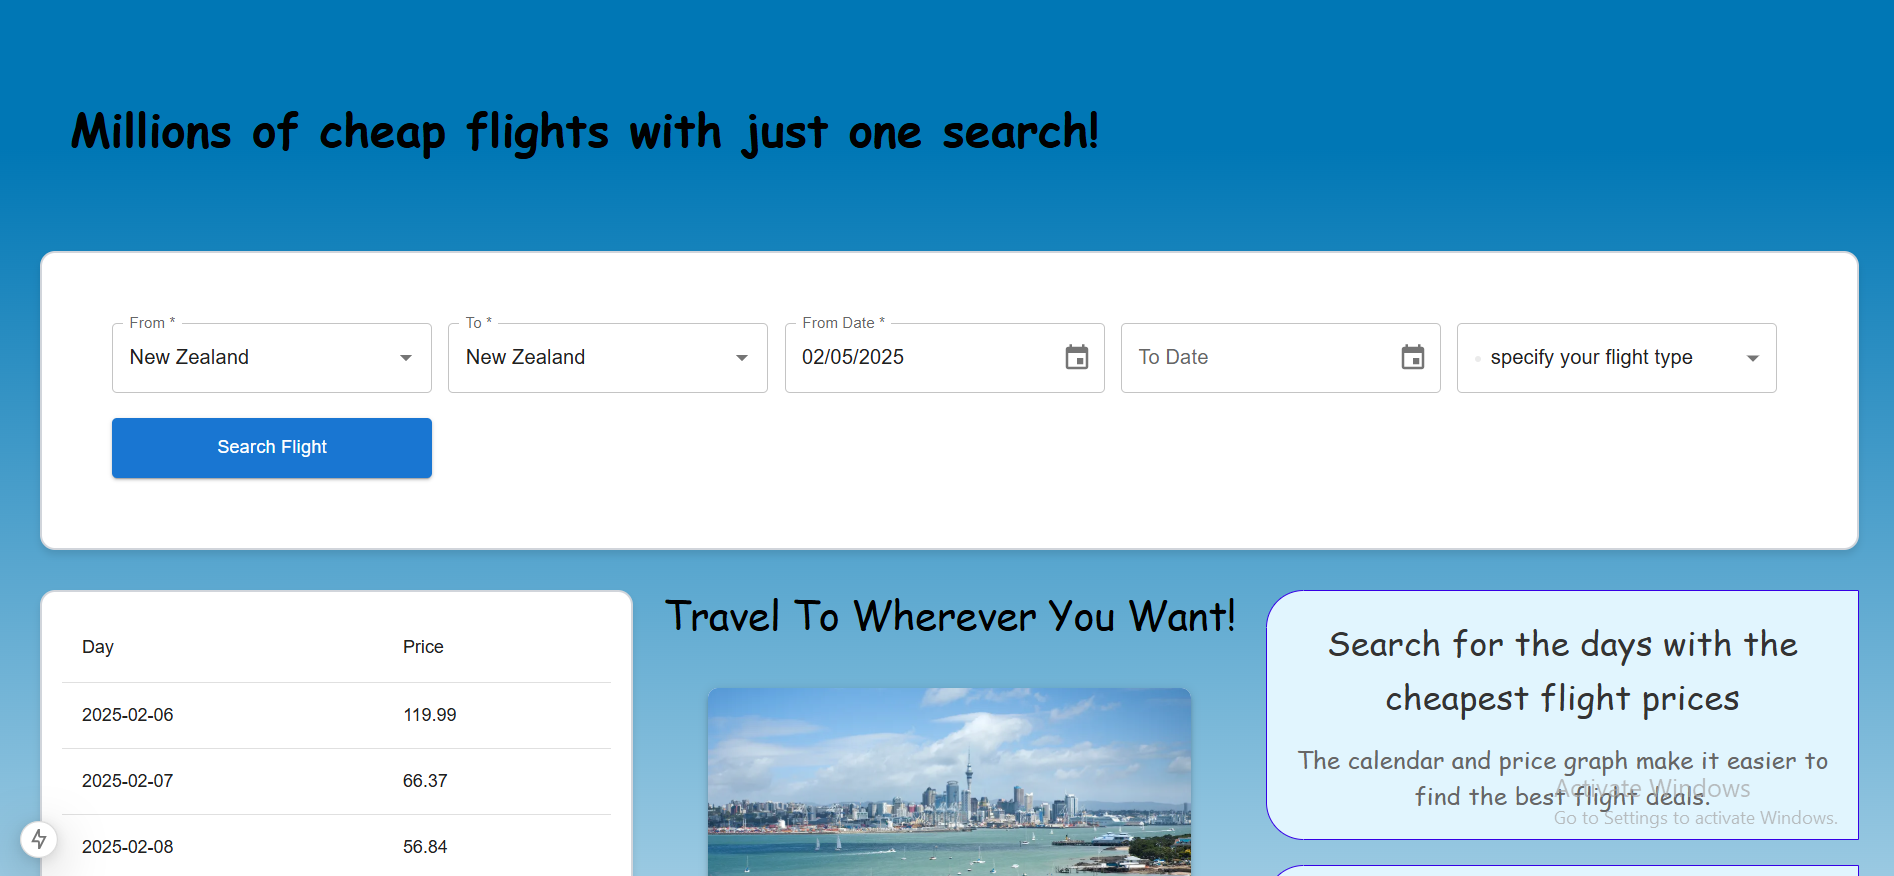 Millions of cheap flights with just one search!
From *
New Zealand
To *
New Zealand
From Date *
02/05/2025
To Date
specify your flight type
Search Flight
Day Price
2025-02-06 119.99
2025-02-07 66.37
2025-02-08 56.84
Travel To Wherever You Want!
Search for the days with the
cheapest flight prices
The calendar and price graph make it easier to
find the best flight deals.
Activate Windows
Go to Settings to activate Windows.